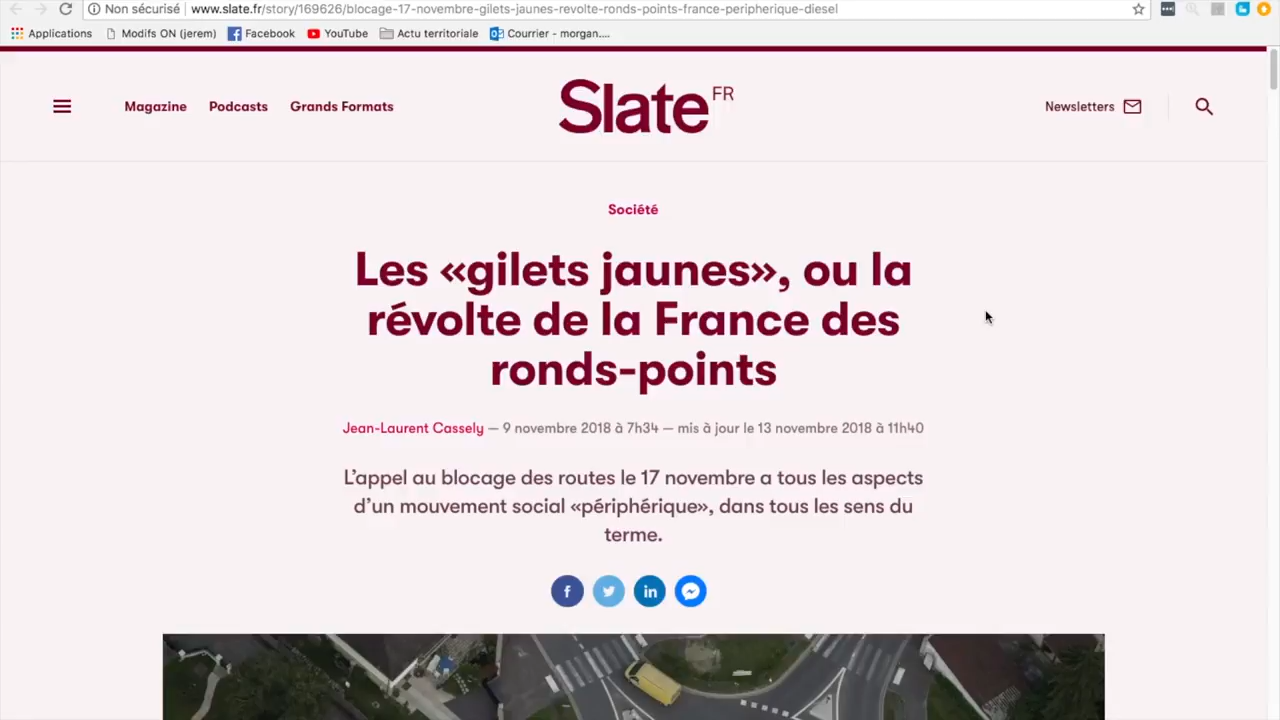 Non sécurisé | www.slate.fr/story/169626/blocage-17-novembre-gilets-jaunes-revolte-ronds-points-france-peripherique-diesel
Applications Modifs ON (jerem) Facebook YouTube Actu territoriale Courrier - morgan....
Magazine Podcasts Grands Formats Slate FR Newsletters
Société
Les «gilets jaunes», ou la
révolte de la France des
ronds-points
Jean-Laurent Cassely — 9 novembre 2018 à 7h34 — mis à jour le 13 novembre 2018 à 11h40
L’appel au blocage des routes le 17 novembre a tous les aspects
d’un mouvement social «périphérique», dans tous les sens du
terme.